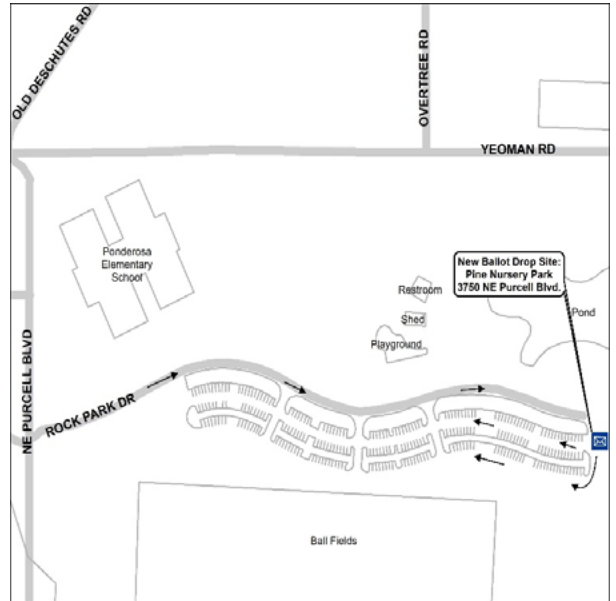 OLD DESCHUTES RD
OVERTREE RD
YEOMAN RD
Ponderosa
Elementary
School
New Ballot Drop Site:
Pine Nursery Park
3750 NE Purcell Blvd.
Restroom
Pond
Shed
Playground
NE PURCELL BLVD
ROCK PARK DR
Ball Fields